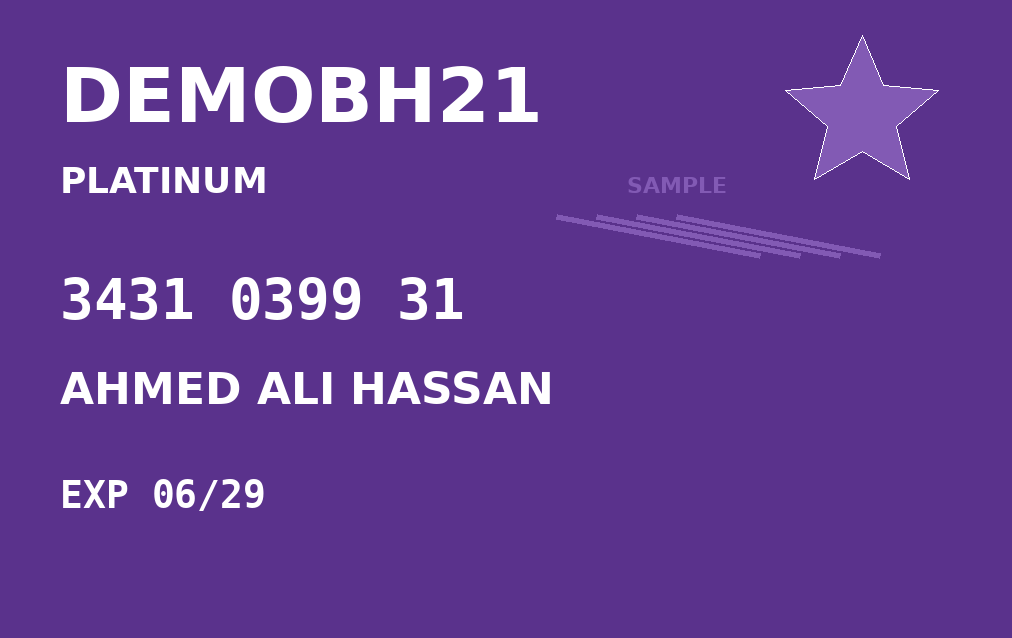 DEMOBH21
PLATINUM
SAMPLE
3431 0399 31
AHMED ALI HASSAN
EXP 06/29